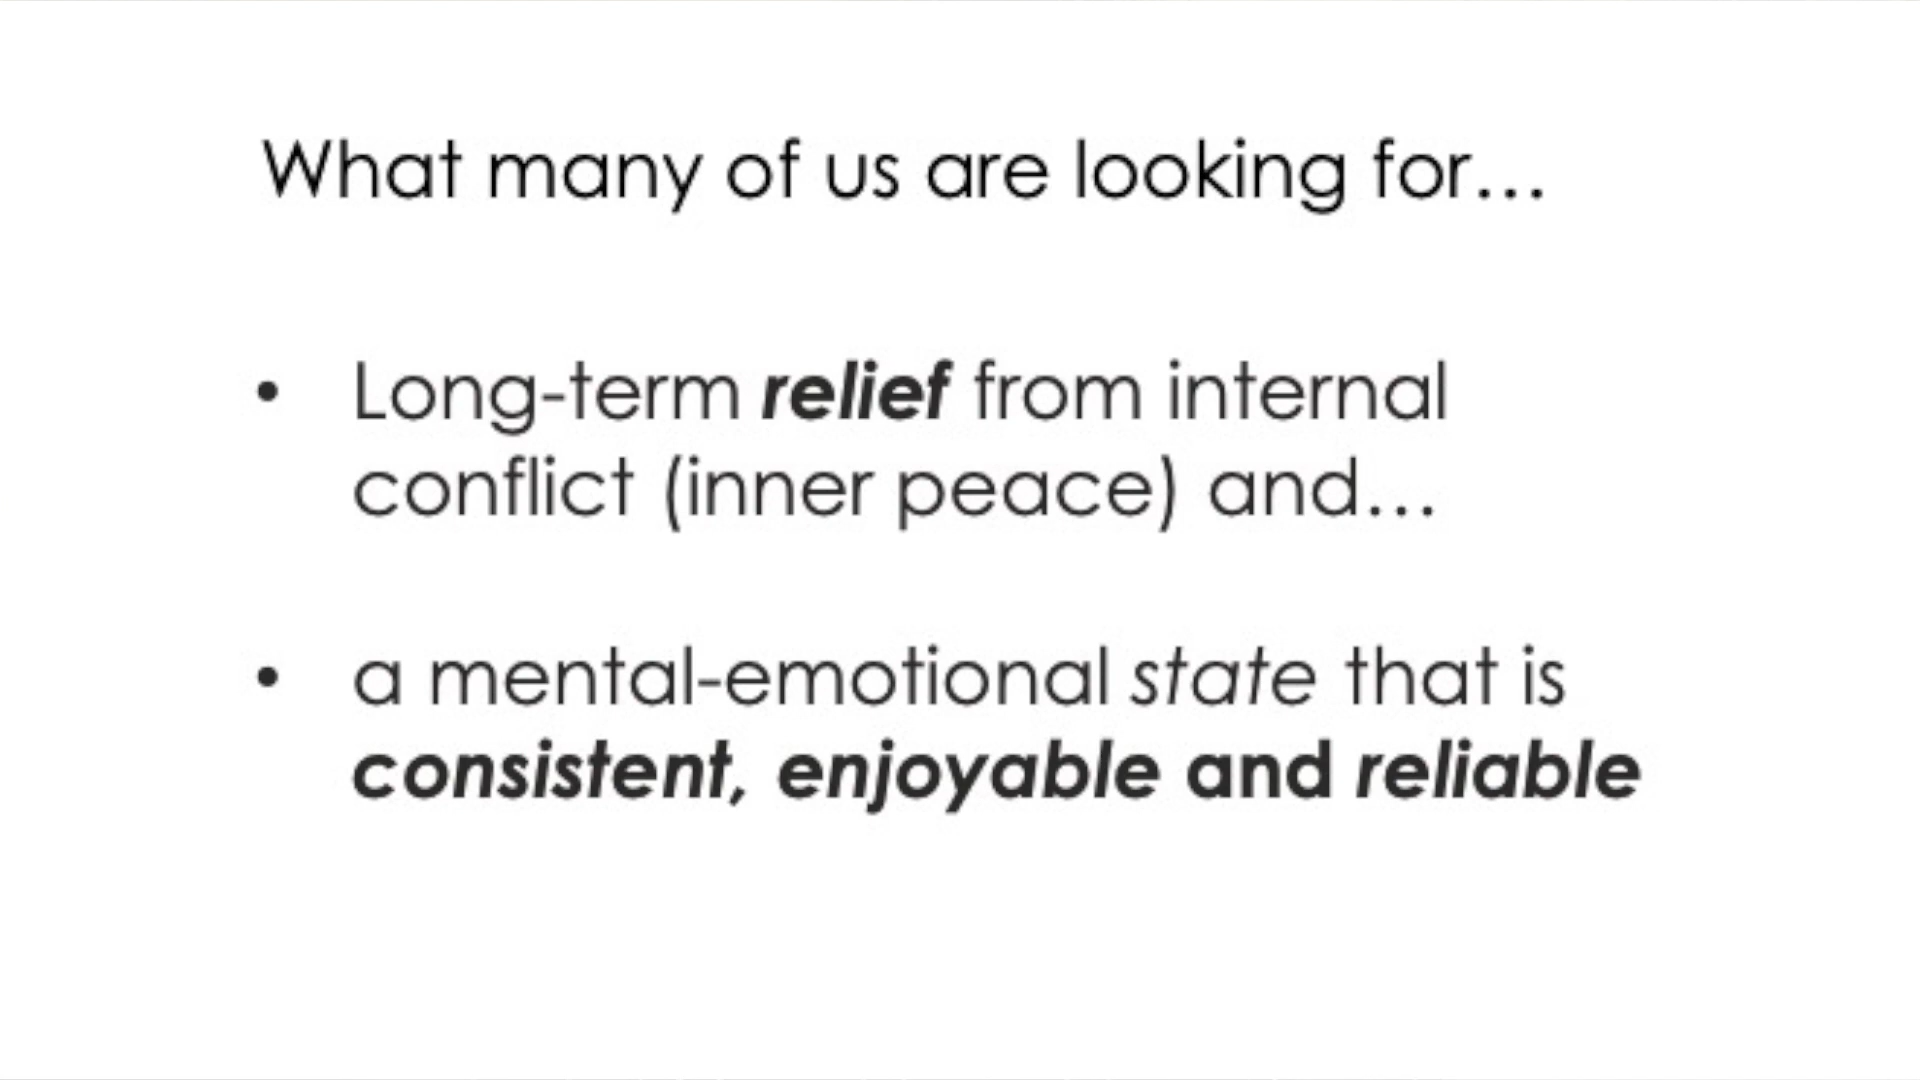 What many of us are looking for…
• Long-term relief from internal
conflict (inner peace) and…
• a mental-emotional state that is
consistent, enjoyable and reliable